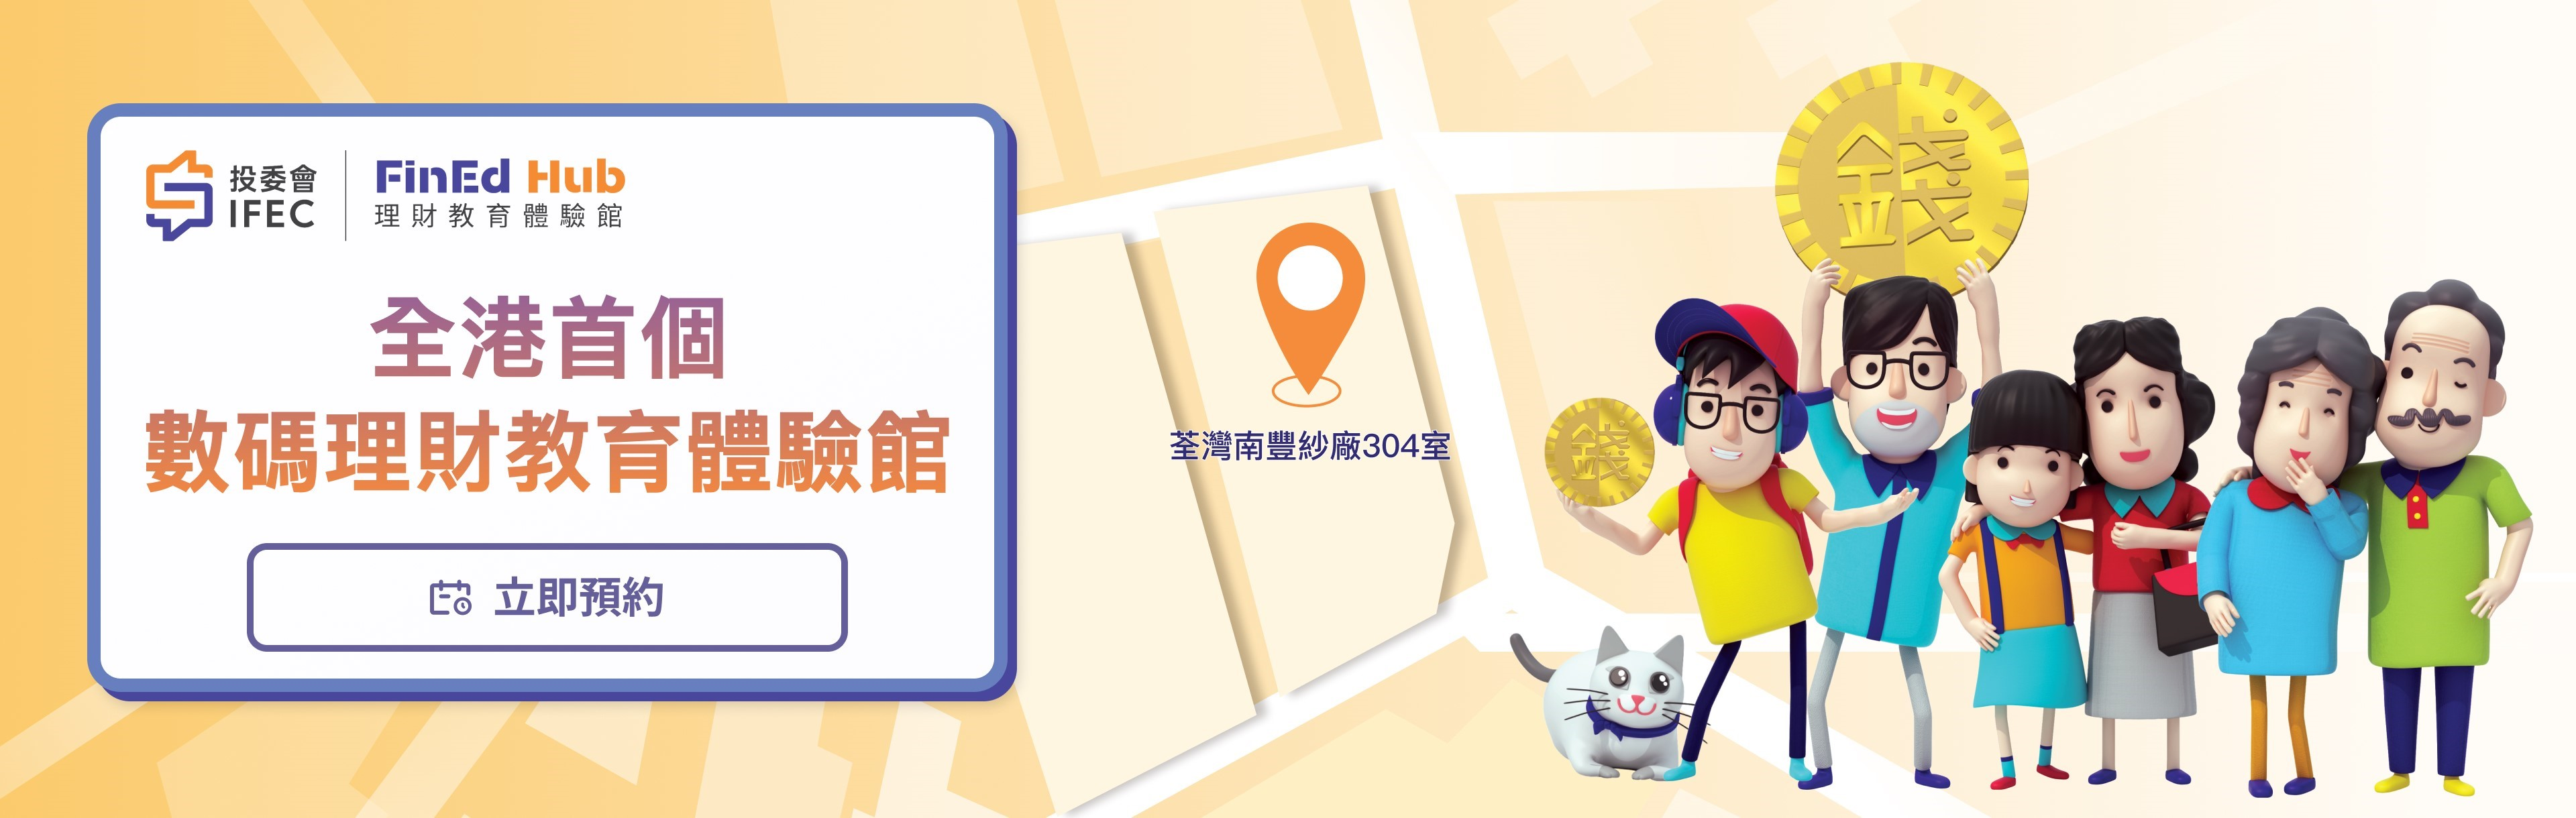 投委會
IFEC
FinEd Hub
理財教育體驗館
全港首個
數碼理財教育體驗館
立即預約
荃灣南豐紗廠304室
錢
錢